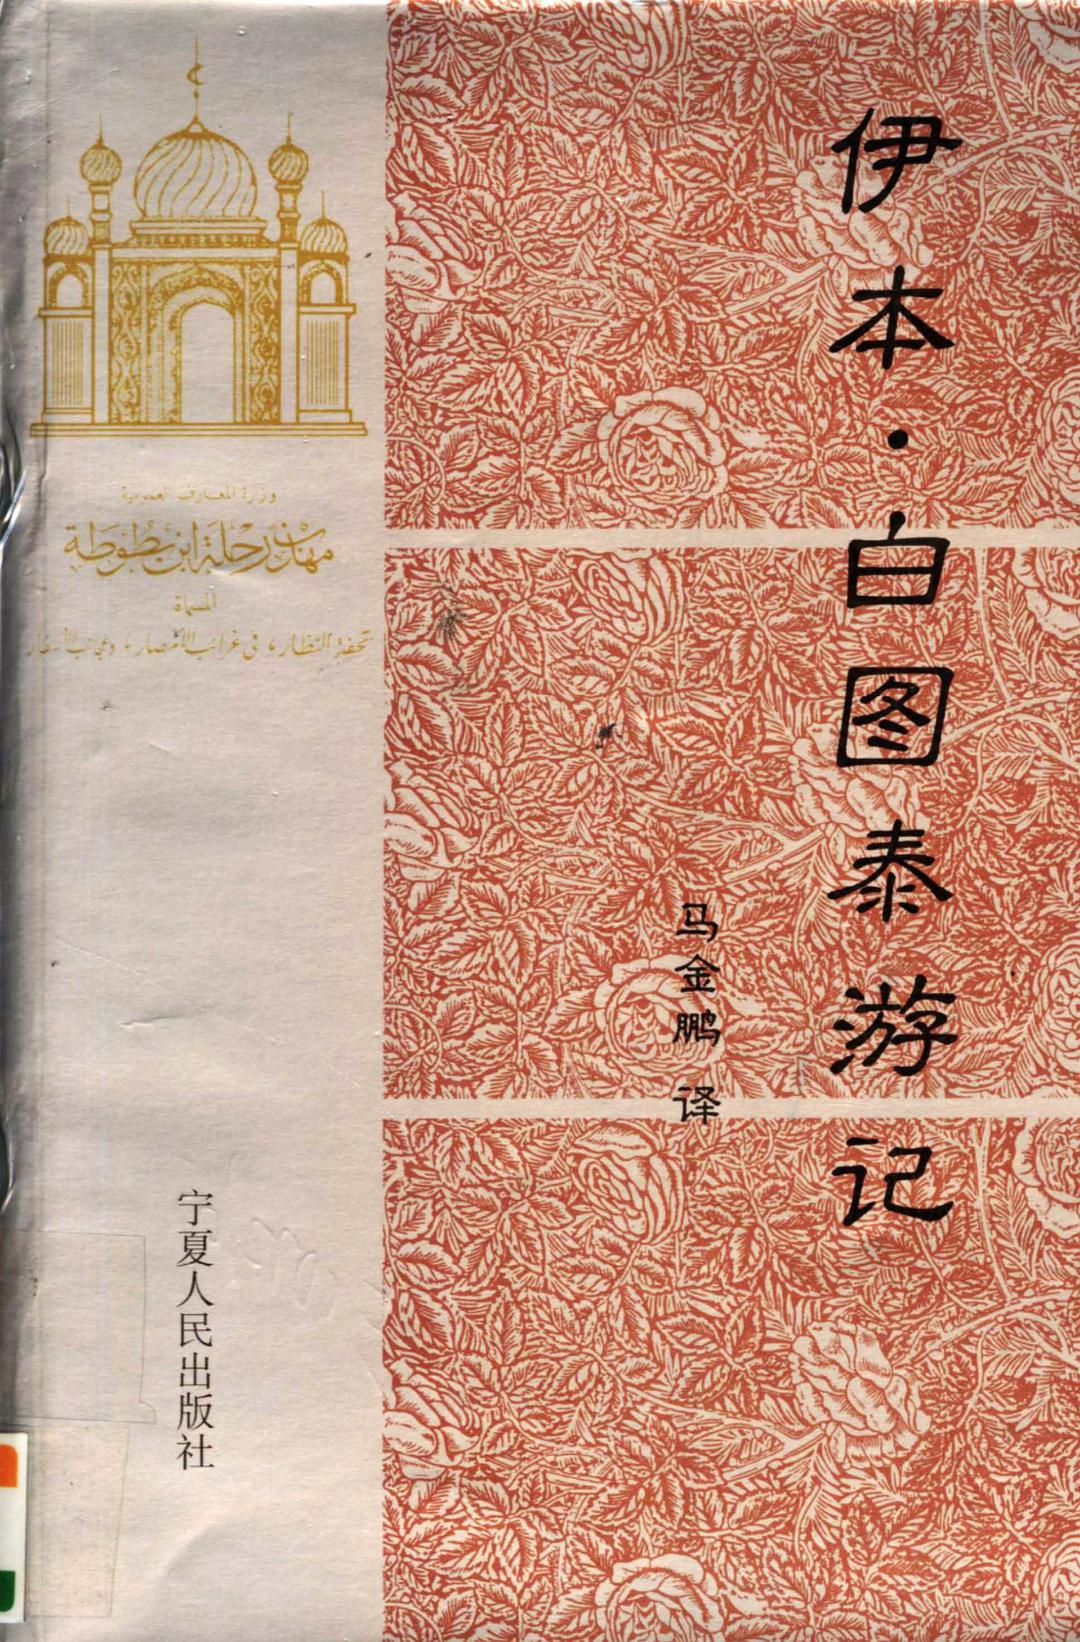 伊本·白图泰游记
马金鹏 译
وزارة المعارف العمومية
مهذب رحلة ابن بطوطة
المسماة
تحفة النظار، في غرائب الأمصار، وعجائب الأسفار
宁夏人民出版社